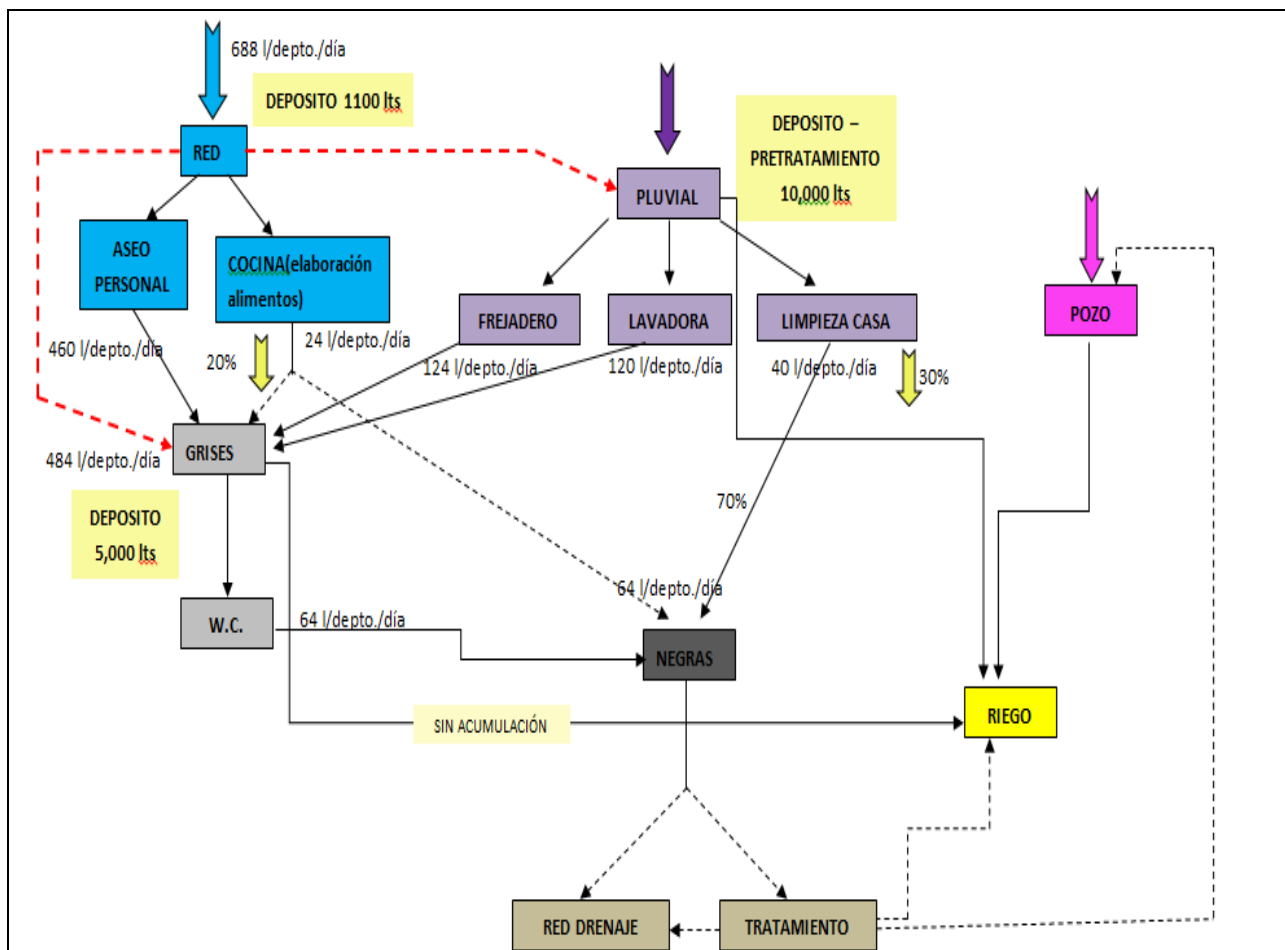 688 l/depto./día
DEPOSITO 1100 lts
RED
DEPOSITO –
PRETRATAMIENTO
10,000 lts
PLUVIAL
ASEO
PERSONAL
COCINA(elaboración
alimentos)
FREJADERO
LAVADORA
LIMPIEZA CASA
POZO
460 l/depto./día
20%
24 l/depto./día
124 l/depto./día
120 l/depto./día
40 l/depto./día
30%
GRISES
484 l/depto./día
DEPOSITO
5,000 lts
70%
W.C.
64 l/depto./día
64 l/depto./día
NEGRAS
SIN ACUMULACIÓN
RIEGO
RED DRENAJE
TRATAMIENTO